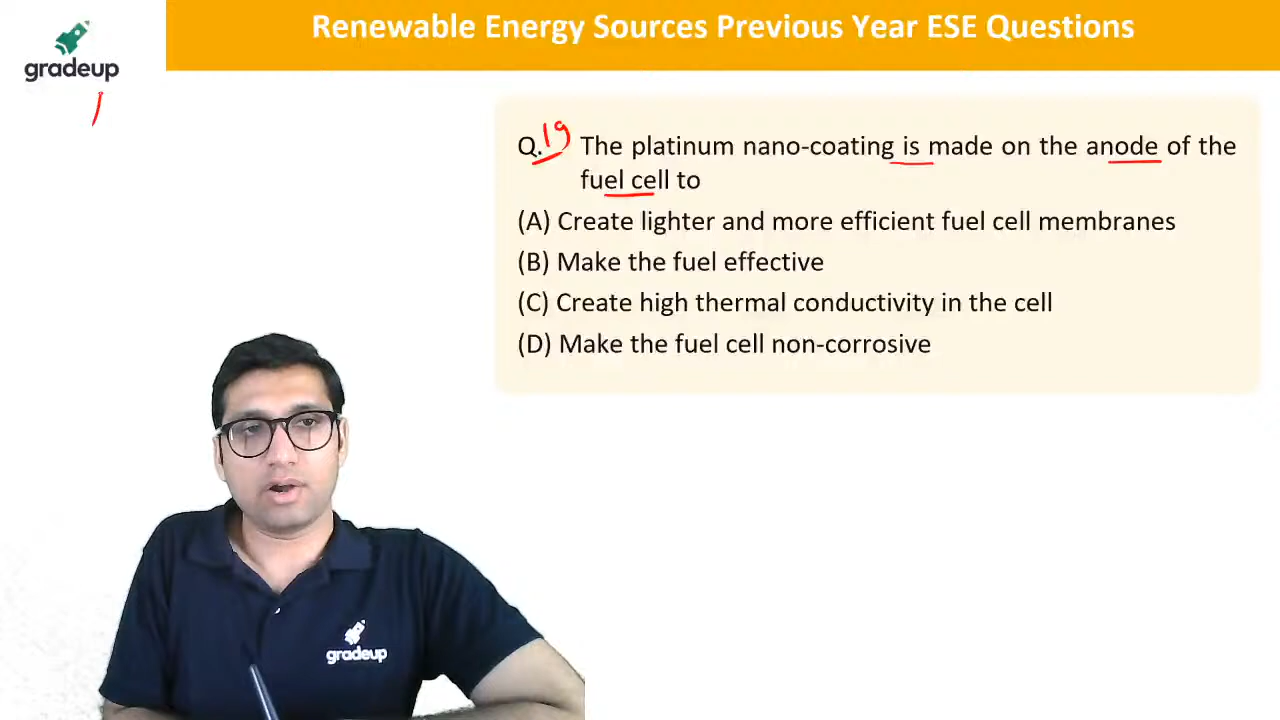 Renewable Energy Sources Previous Year ESE Questions
gradeup
Q.19 The platinum nano-coating is made on the anode of the
fuel cell to
(A) Create lighter and more efficient fuel cell membranes
(B) Make the fuel effective
(C) Create high thermal conductivity in the cell
(D) Make the fuel cell non-corrosive
gradeup